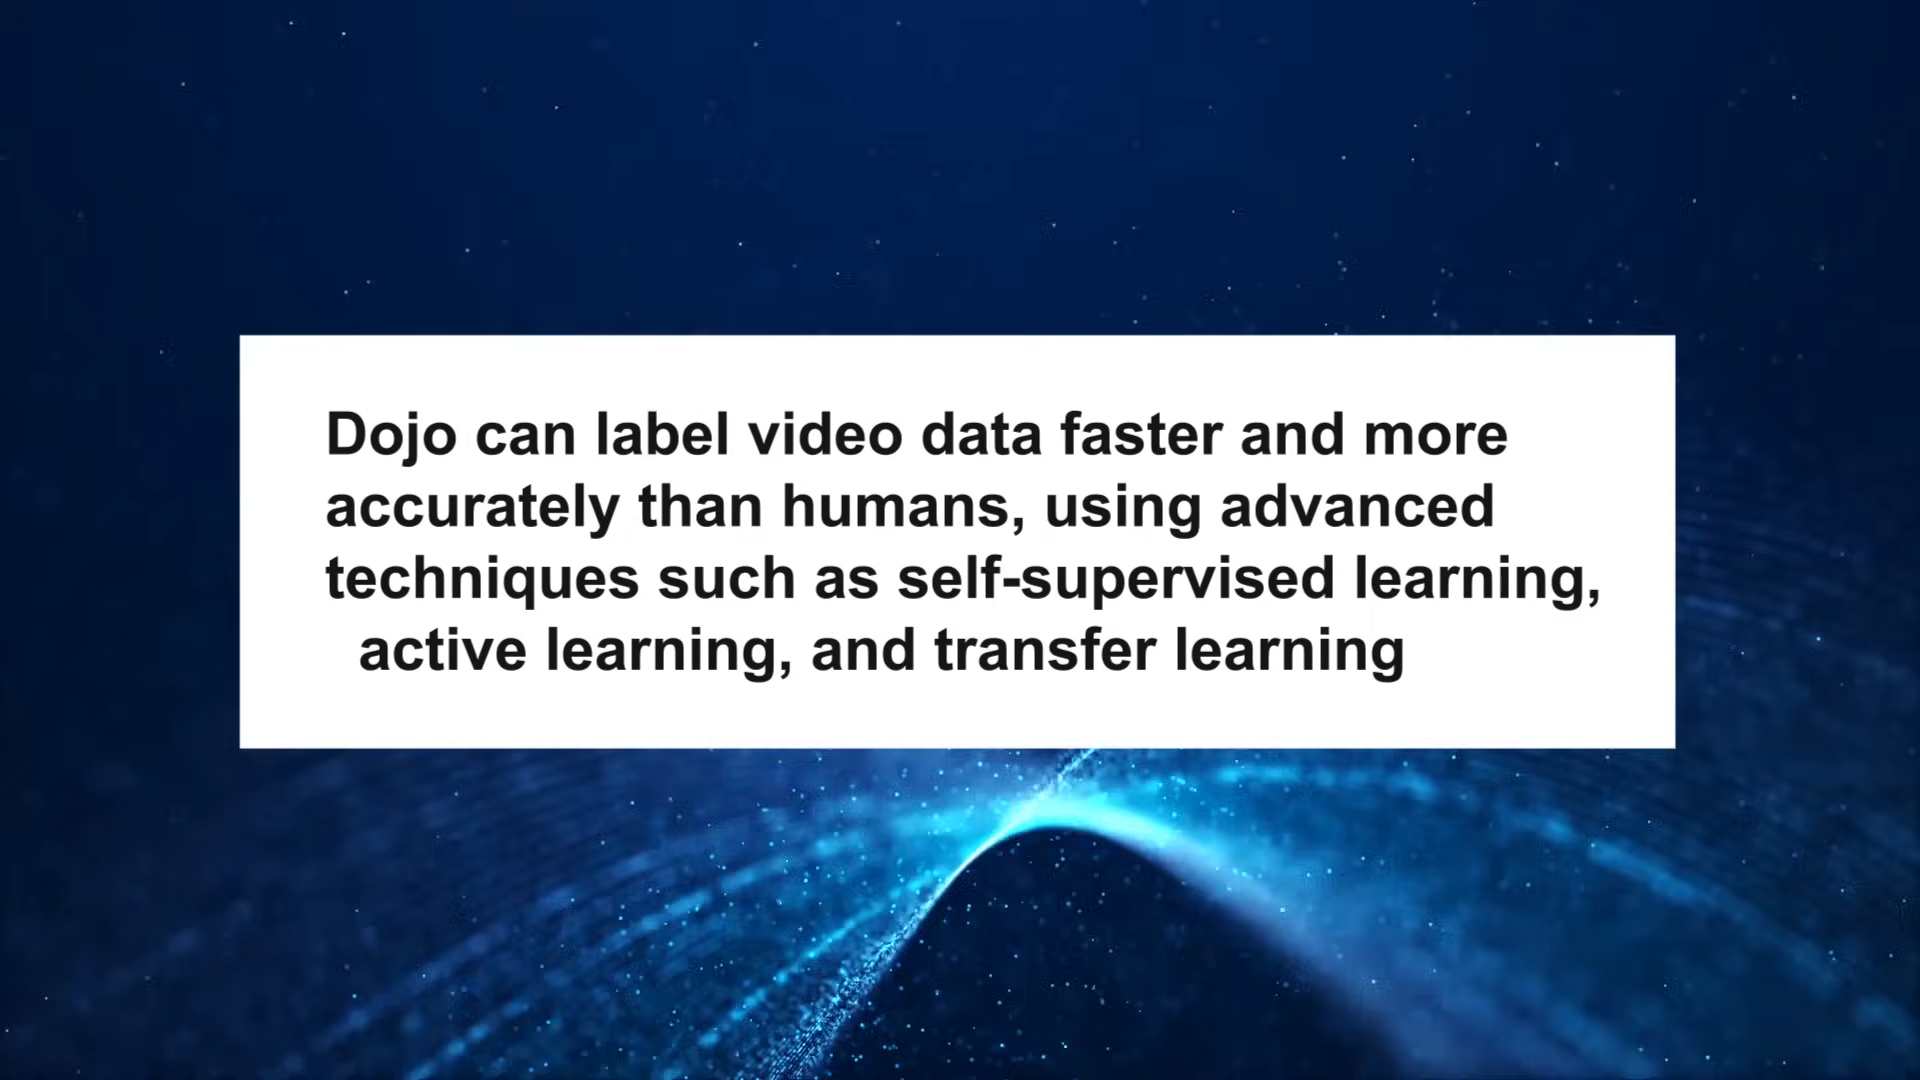 Dojo can label video data faster and more
accurately than humans, using advanced
techniques such as self-supervised learning,
active learning, and transfer learning